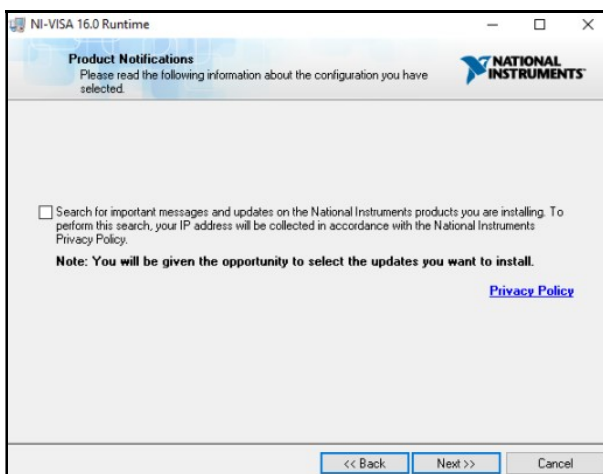 NI-VISA 16.0 Runtime
Product Notifications
Please read the following information about the configuration you have
selected.
NATIONAL
INSTRUMENTS™
Search for important messages and updates on the National Instruments products you are installing. To
perform this search, your IP address will be collected in accordance with the National Instruments
Privacy Policy.
Note: You will be given the opportunity to select the updates you want to install.
Privacy Policy
<< Back
Next >>
Cancel